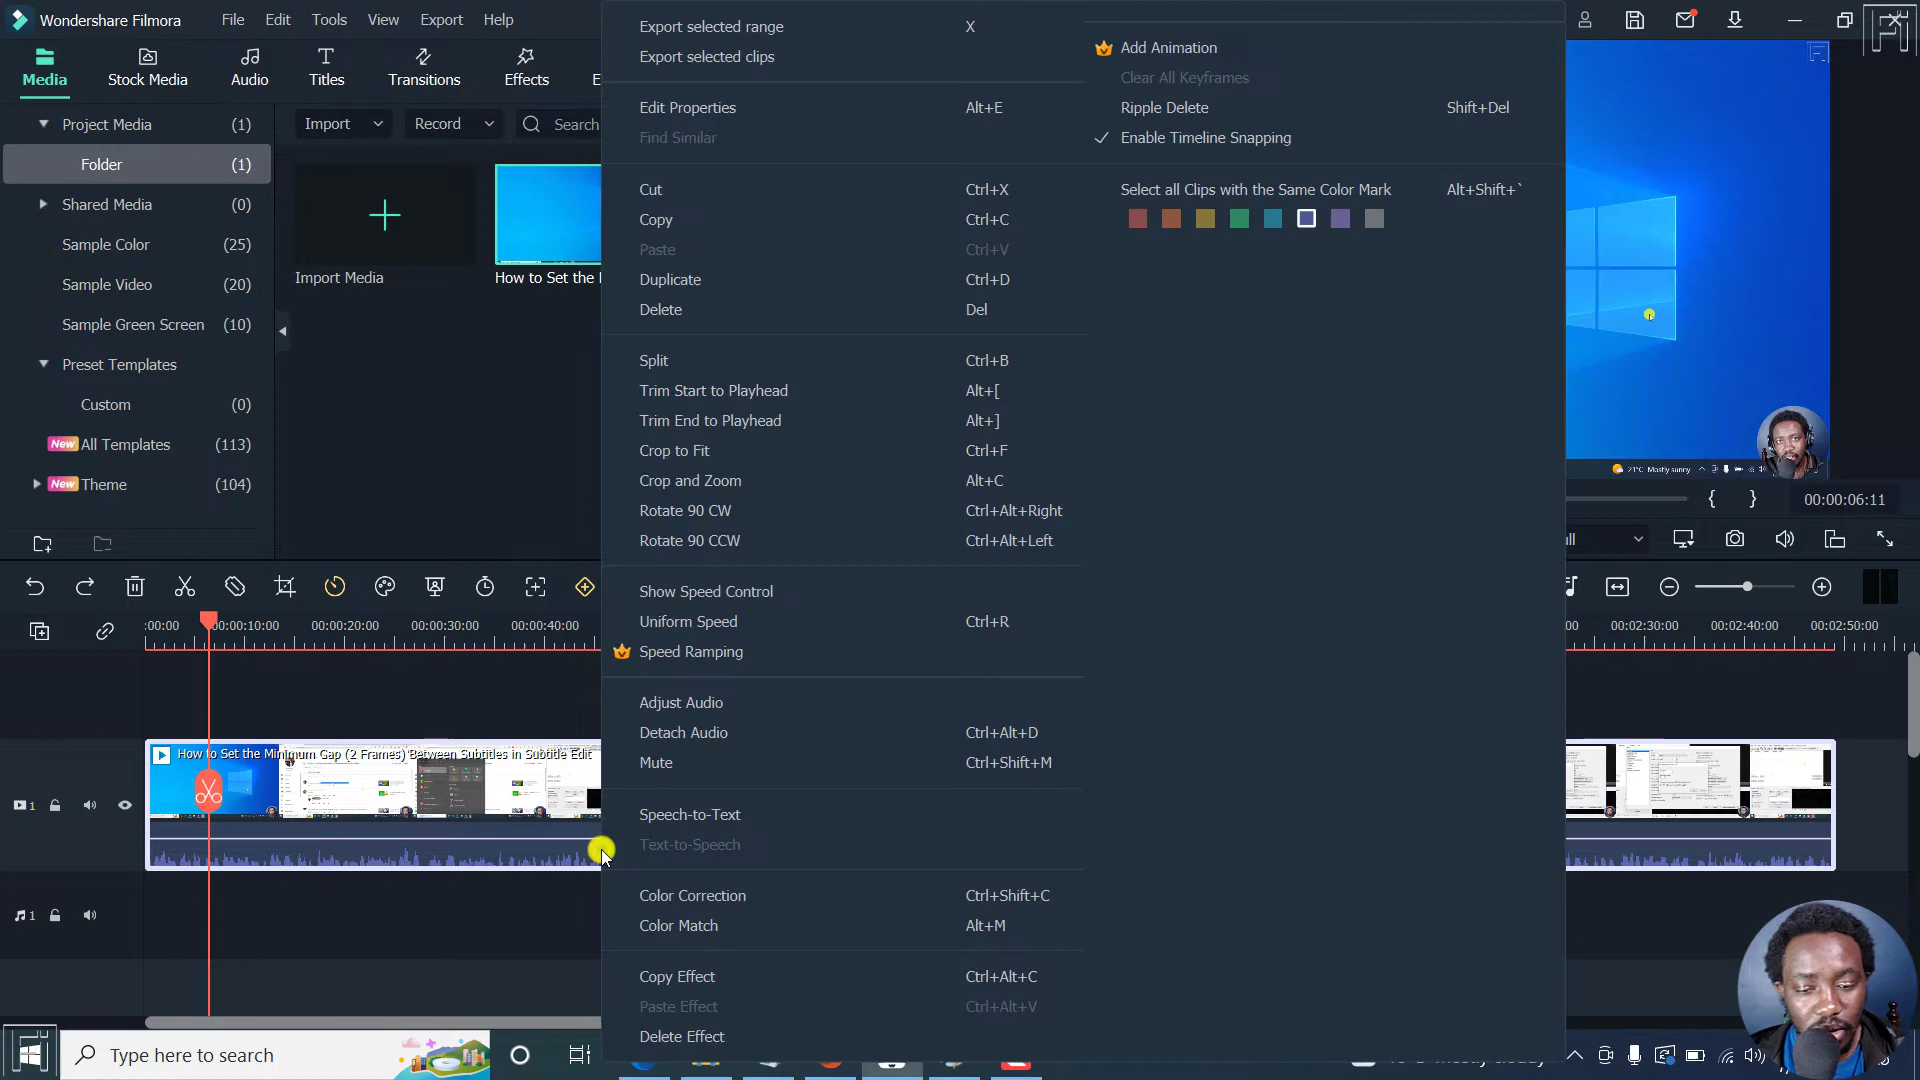 Wondershare Filmora
File
Edit
Tools
View
Export
Help
Media
Stock Media
Audio
Titles
Transitions
Effects
E
Project Media (1)
Folder (1)
Shared Media (0)
Sample Color (25)
Sample Video (20)
Sample Green Screen (10)
Preset Templates
Custom (0)
New All Templates (113)
New Theme (104)
Import
Record
Search
Import Media
How to Set the
Export selected range X
Export selected clips
Edit Properties Alt+E
Find Similar
Cut Ctrl+X
Copy Ctrl+C
Paste Ctrl+V
Duplicate Ctrl+D
Delete Del
Split Ctrl+B
Trim Start to Playhead Alt+[
Trim End to Playhead Alt+]
Crop to Fit Ctrl+F
Crop and Zoom Alt+C
Rotate 90 CW Ctrl+Alt+Right
Rotate 90 CCW Ctrl+Alt+Left
Show Speed Control
Uniform Speed Ctrl+R
Speed Ramping
Adjust Audio
Detach Audio Ctrl+Alt+D
Mute Ctrl+Shift+M
Speech-to-Text
Text-to-Speech
Color Correction Ctrl+Shift+C
Color Match Alt+M
Copy Effect Ctrl+Alt+C
Paste Effect Ctrl+Alt+V
Delete Effect
Add Animation
Clear All Keyframes
Ripple Delete Shift+Del
Enable Timeline Snapping
Select all Clips with the Same Color Mark Alt+Shift+`
21°C Mostly sunny
{ } 00:00:06:11
ull
:00:00 00:00:10:00 00:00:20:00 00:00:30:00 00:00:40:00
:00 00:02:30:00 00:02:40:00 00:02:50:00
How to Set the Minimum Gap (2 Frames) Between Subtitles in Subtitle Edit
1
1
Type here to search